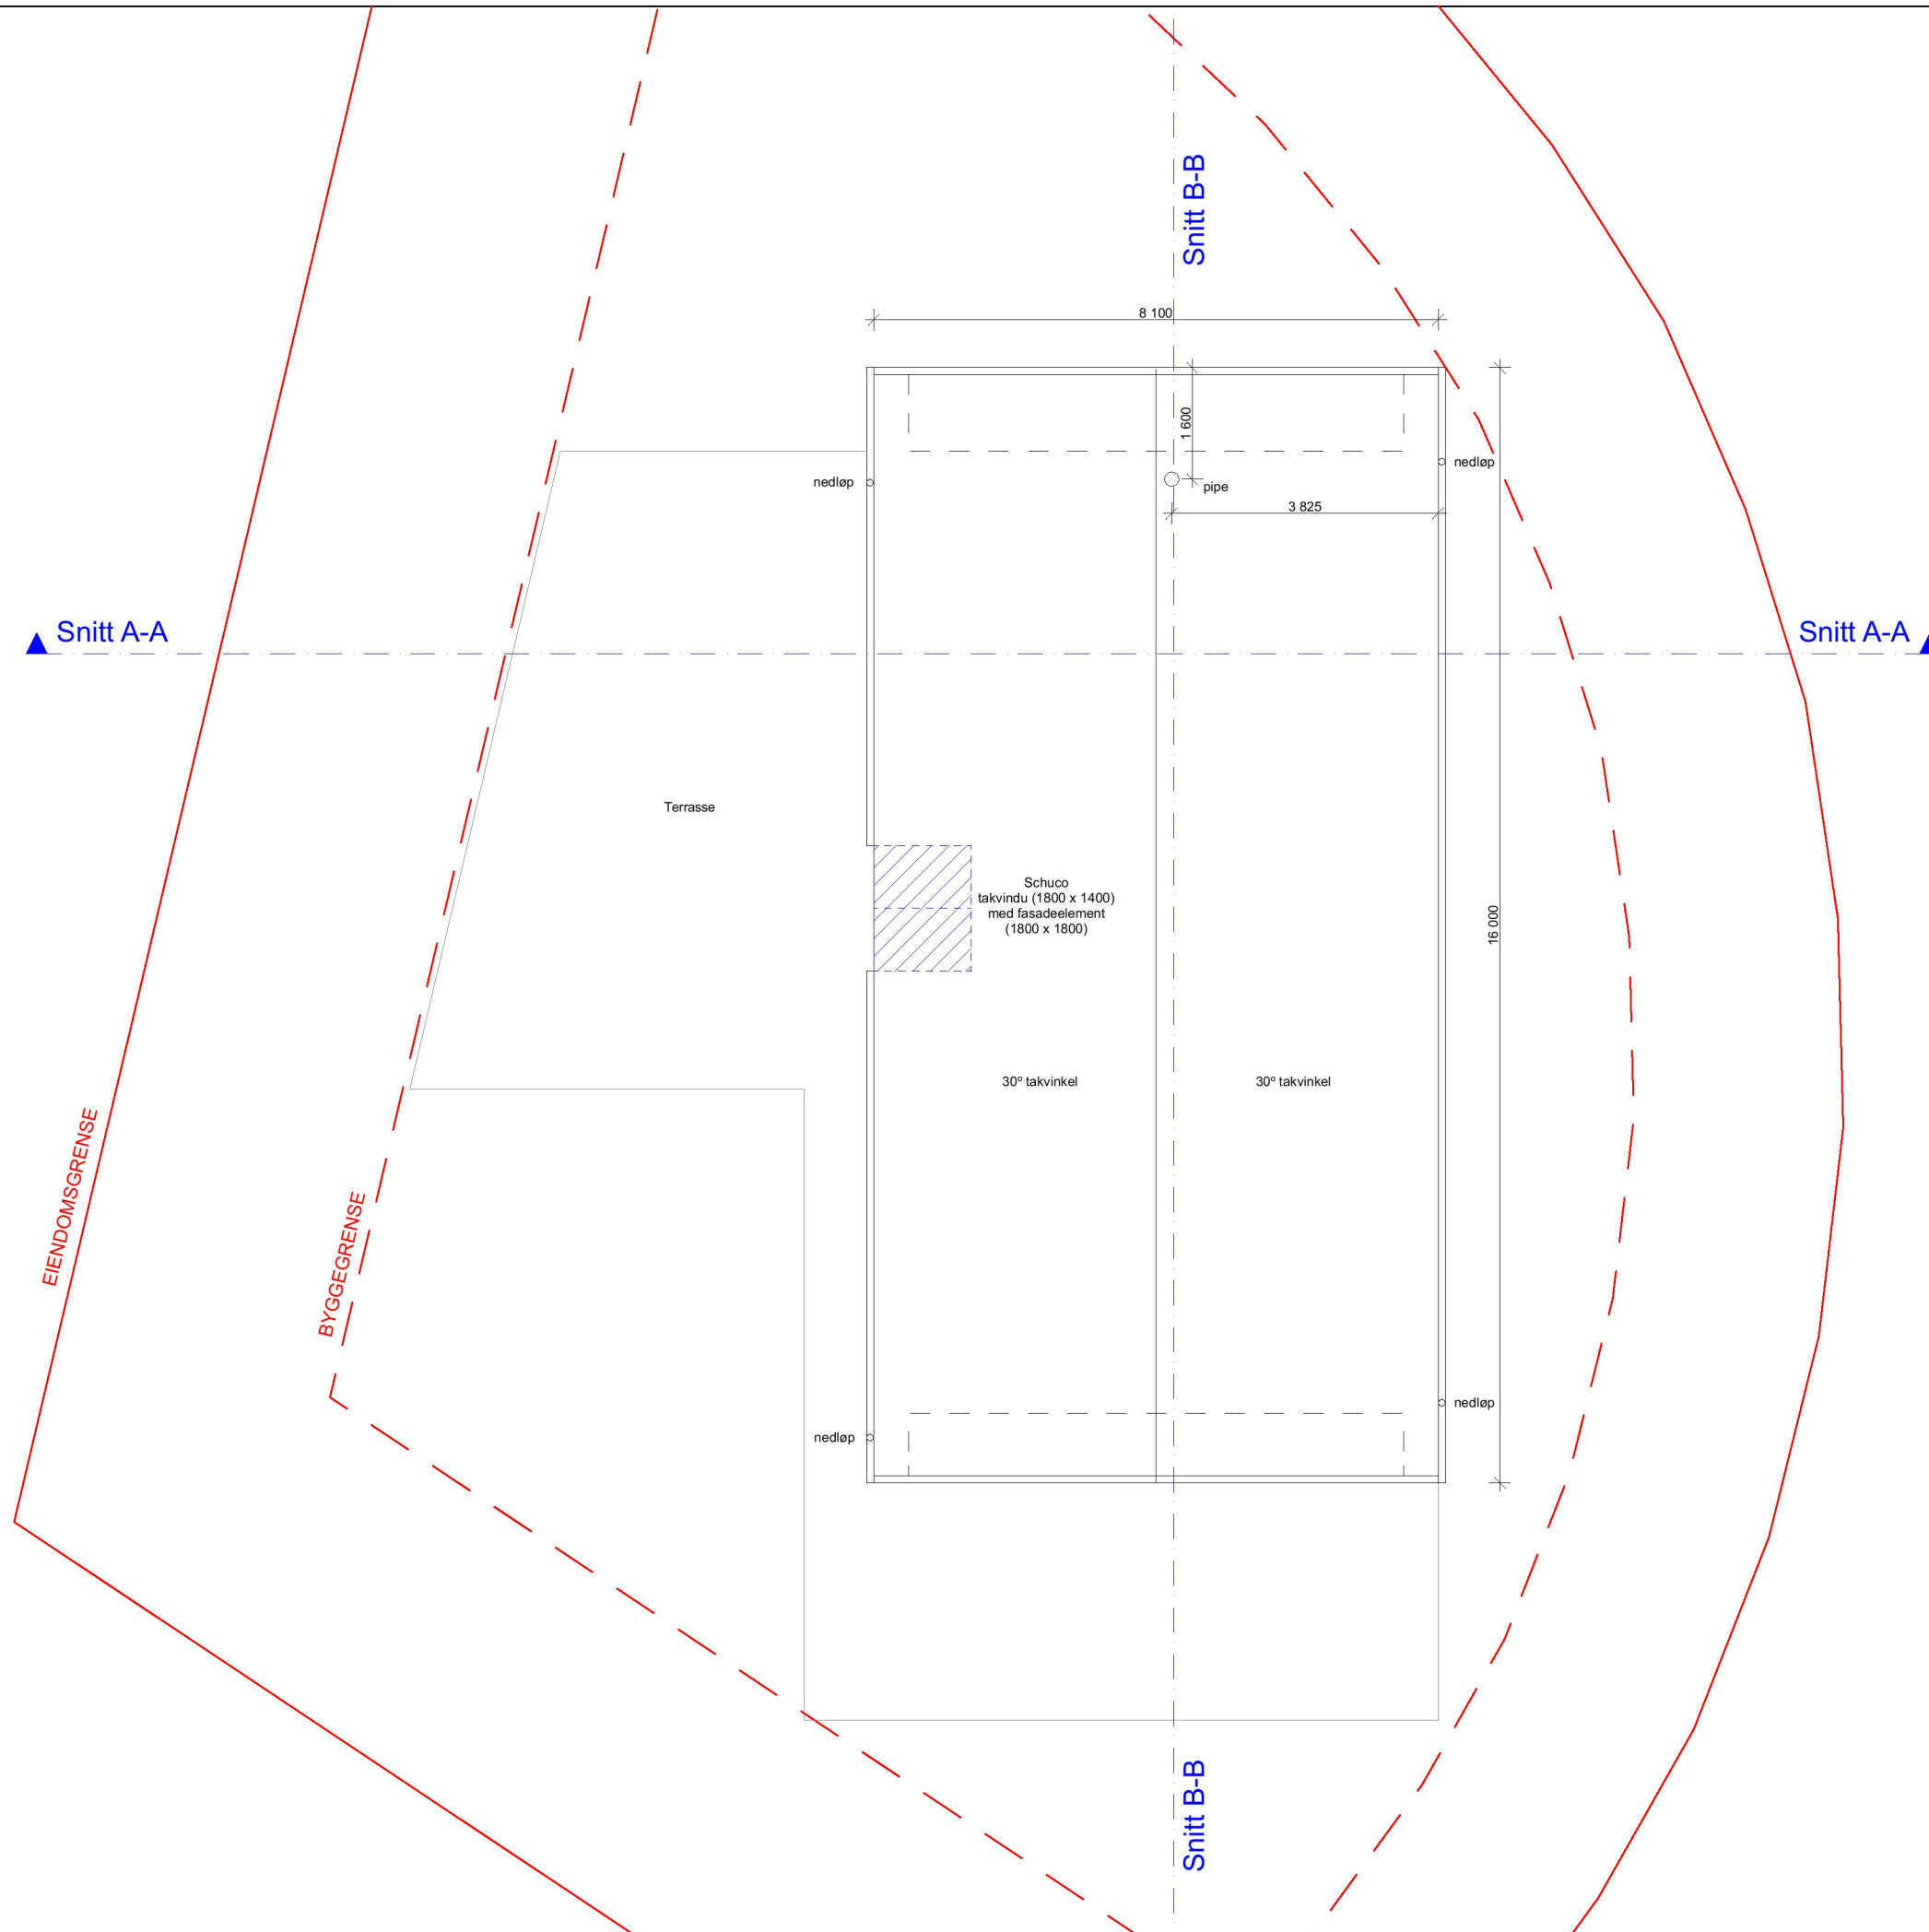 Snitt B-B
8 100
1 600
nedløp
nedløp
pipe
3 825
Snitt A-A
Snitt A-A
Terrasse
Schuco
takvindu (1800 x 1400)
med fasadeelement
(1800 x 1800)
16 000
30º takvinkel
30º takvinkel
EIENDOMSGRENSE
BYGGEGRENSE
nedløp
nedløp
Snitt B-B